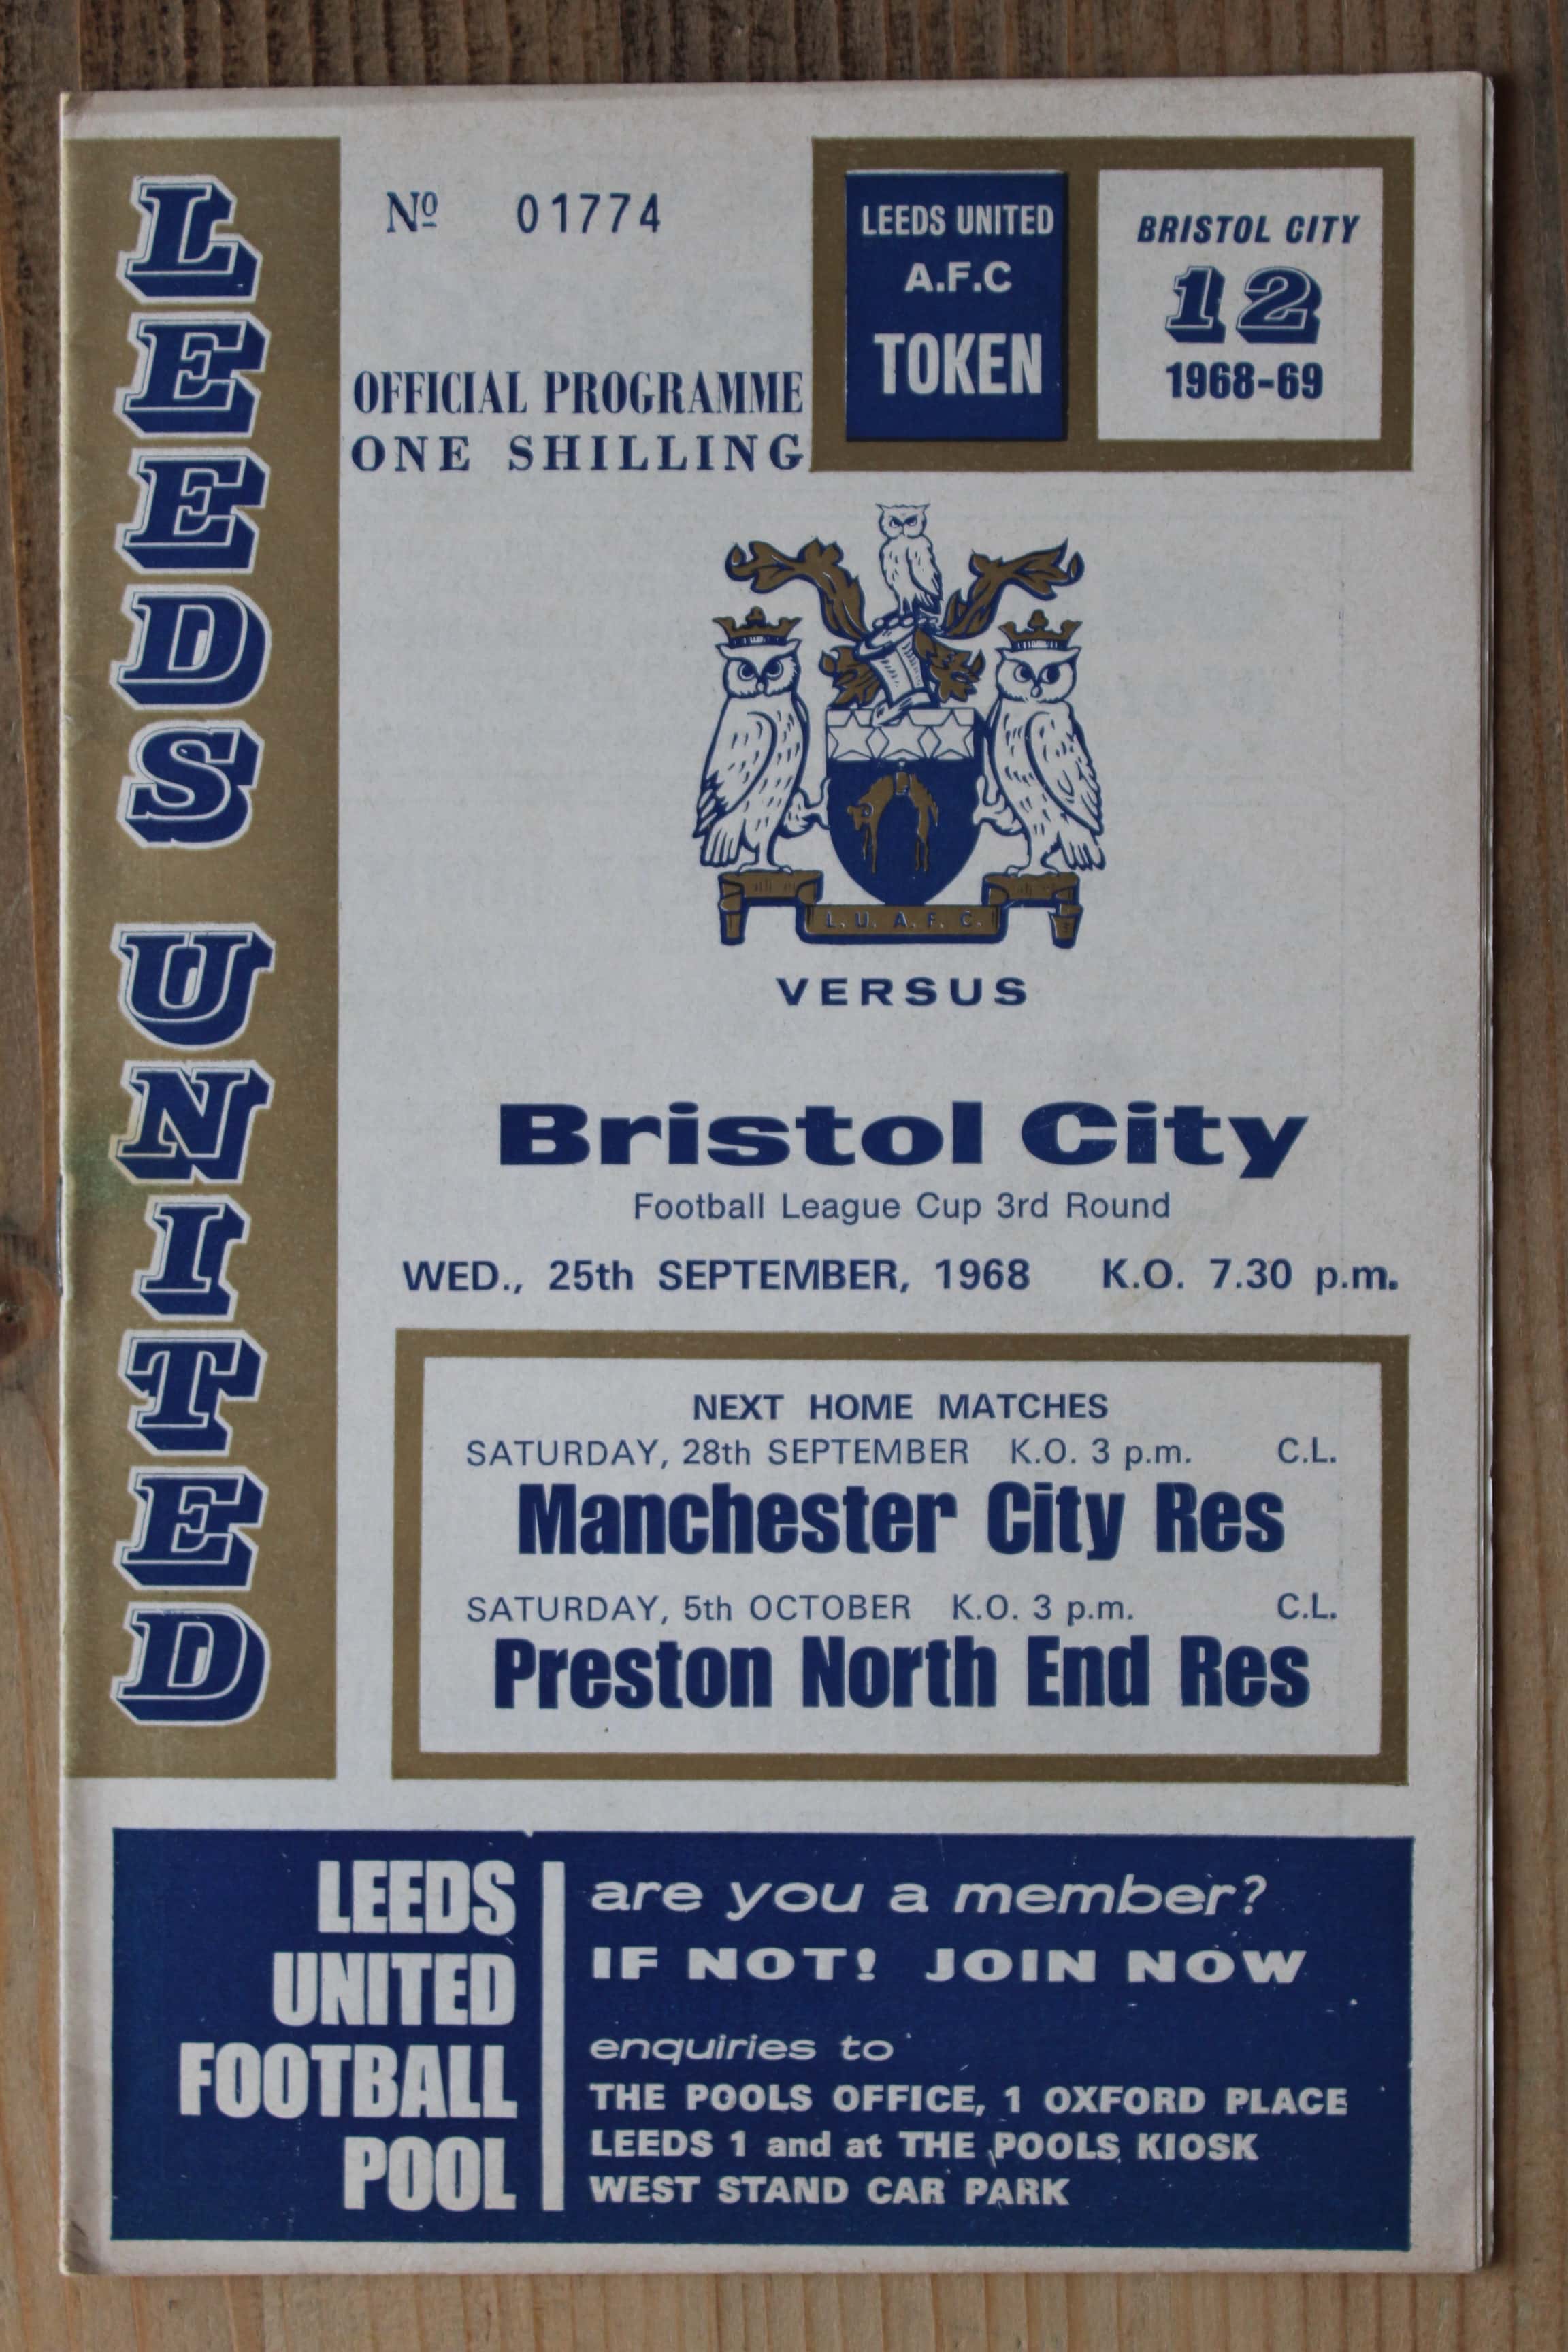 LEEDS UNITED
Nº 01774
OFFICIAL PROGRAMME
ONE SHILLING
LEEDS UNITED
A.F.C
TOKEN
BRISTOL CITY
12
1968-69
L. U. A. F. C.
VERSUS
Bristol City
Football League Cup 3rd Round
WED., 25th SEPTEMBER, 1968 K.O. 7.30 p.m.
NEXT HOME MATCHES
SATURDAY, 28th SEPTEMBER K.O. 3 p.m. C.L.
Manchester City Res
SATURDAY, 5th OCTOBER K.O. 3 p.m. C.L.
Preston North End Res
LEEDS
UNITED
FOOTBALL
POOL
are you a member?
IF NOT! JOIN NOW
enquiries to
THE POOLS OFFICE, 1 OXFORD PLACE
LEEDS 1 and at THE POOLS KIOSK
WEST STAND CAR PARK